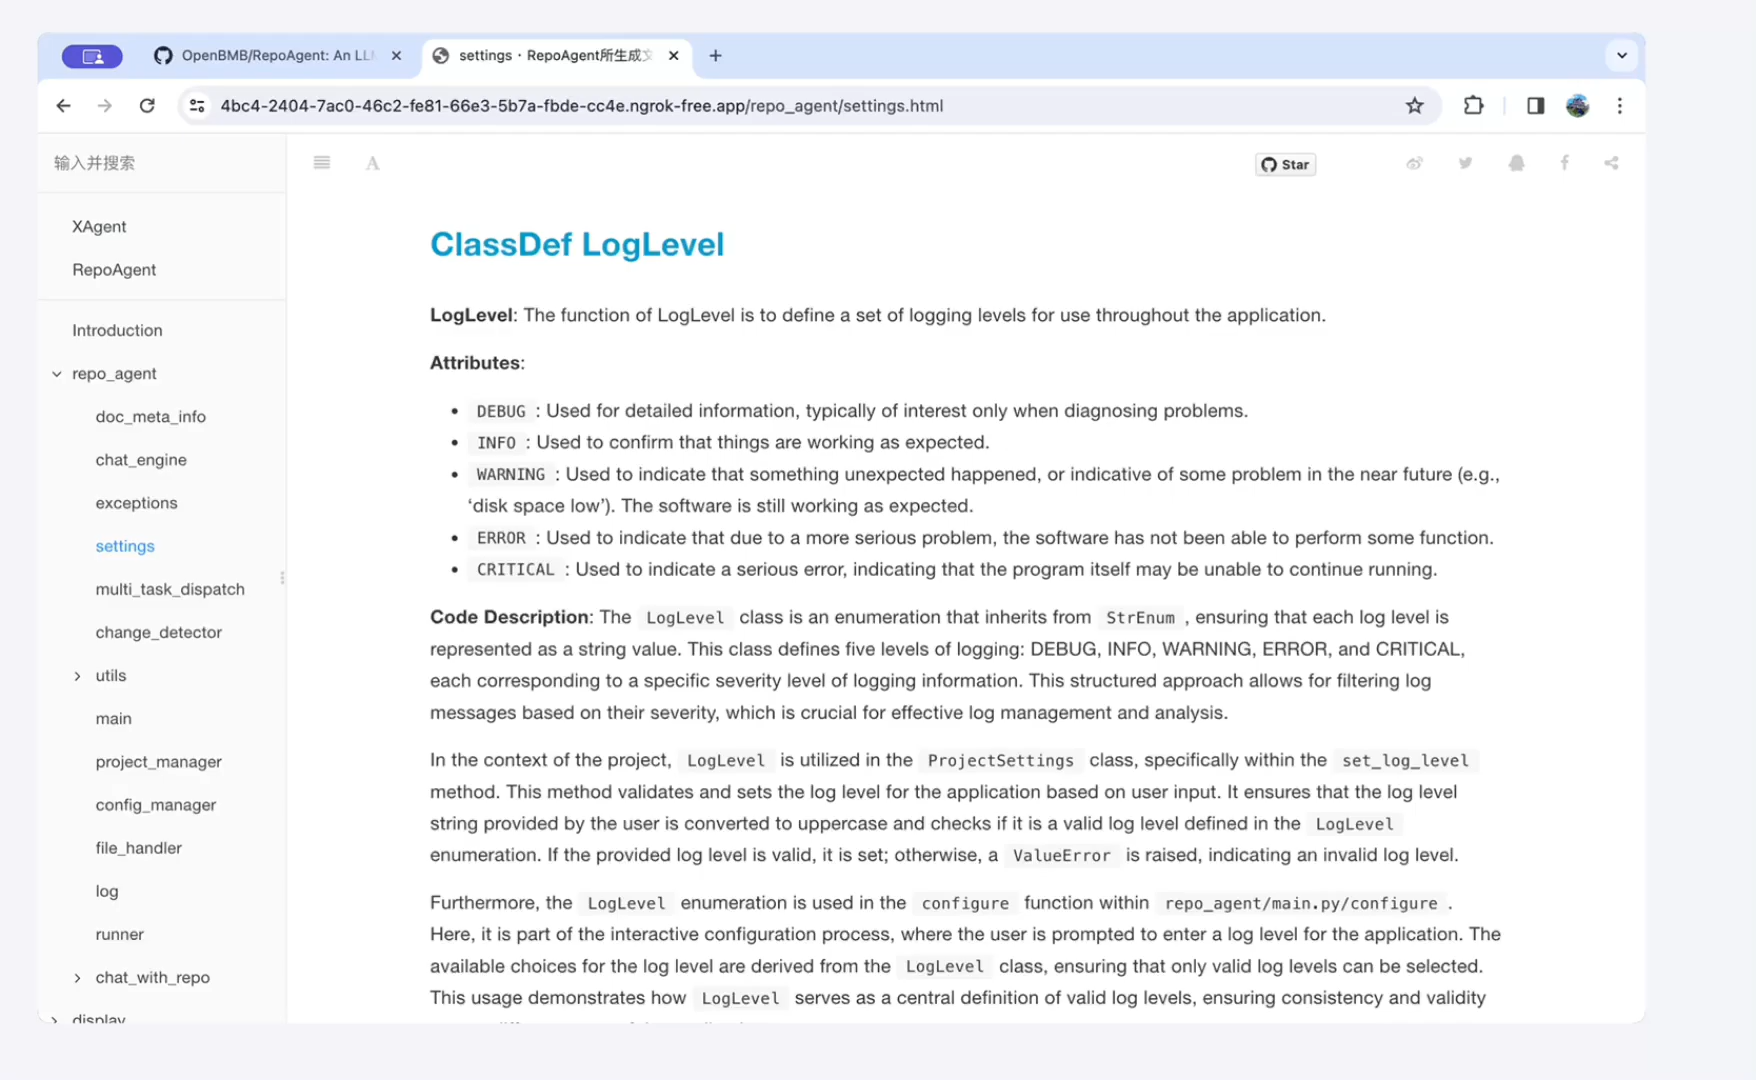 OpenBMB/RepoAgent: An LL
settings · RepoAgent所生成文
4bc4-2404-7ac0-46c2-fe81-66e3-5b7a-fbde-cc4e.ngrok-free.app/repo_agent/settings.html
输入并搜索
A
Star
XAgent
RepoAgent
Introduction
repo_agent
doc_meta_info
chat_engine
exceptions
settings
multi_task_dispatch
change_detector
utils
main
project_manager
config_manager
file_handler
log
runner
chat_with_repo
display
ClassDef LogLevel
LogLevel: The function of LogLevel is to define a set of logging levels for use throughout the application.
Attributes:
• DEBUG : Used for detailed information, typically of interest only when diagnosing problems.
• INFO : Used to confirm that things are working as expected.
• WARNING : Used to indicate that something unexpected happened, or indicative of some problem in the near future (e.g.,
‘disk space low’). The software is still working as expected.
• ERROR : Used to indicate that due to a more serious problem, the software has not been able to perform some function.
• CRITICAL : Used to indicate a serious error, indicating that the program itself may be unable to continue running.
Code Description: The LogLevel class is an enumeration that inherits from StrEnum , ensuring that each log level is
represented as a string value. This class defines five levels of logging: DEBUG, INFO, WARNING, ERROR, and CRITICAL,
each corresponding to a specific severity level of logging information. This structured approach allows for filtering log
messages based on their severity, which is crucial for effective log management and analysis.
In the context of the project, LogLevel is utilized in the ProjectSettings class, specifically within the set_log_level
method. This method validates and sets the log level for the application based on user input. It ensures that the log level
string provided by the user is converted to uppercase and checks if it is a valid log level defined in the LogLevel
enumeration. If the provided log level is valid, it is set; otherwise, a ValueError is raised, indicating an invalid log level.
Furthermore, the LogLevel enumeration is used in the configure function within repo_agent/main.py/configure .
Here, it is part of the interactive configuration process, where the user is prompted to enter a log level for the application. The
available choices for the log level are derived from the LogLevel class, ensuring that only valid log levels can be selected.
This usage demonstrates how LogLevel serves as a central definition of valid log levels, ensuring consistency and validity